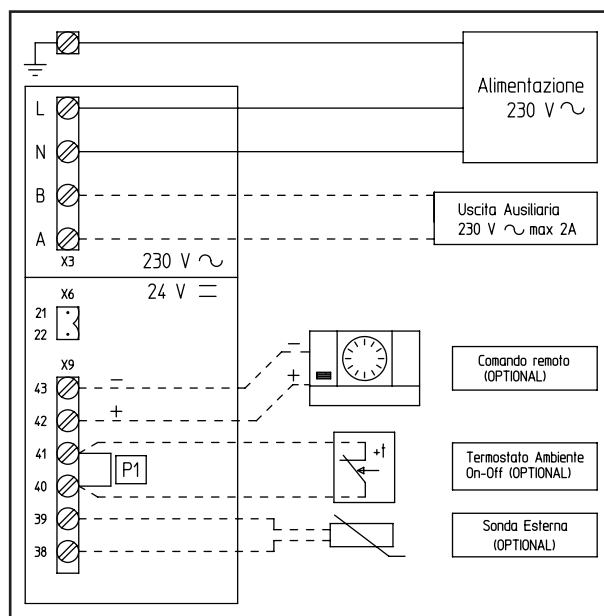 Alimentazione
230 V ~
L
N
B
A
X3
230 V ~
Uscita Ausiliaria
230 V ~ max 2A
X6
24 V ⎓
21
22
X9
43
−
−
+
Comando remoto
(OPTIONAL)
42
+
41
P1
40
+t
Termostato Ambiente
On-Off (OPTIONAL)
39
38
Sonda Esterna
(OPTIONAL)